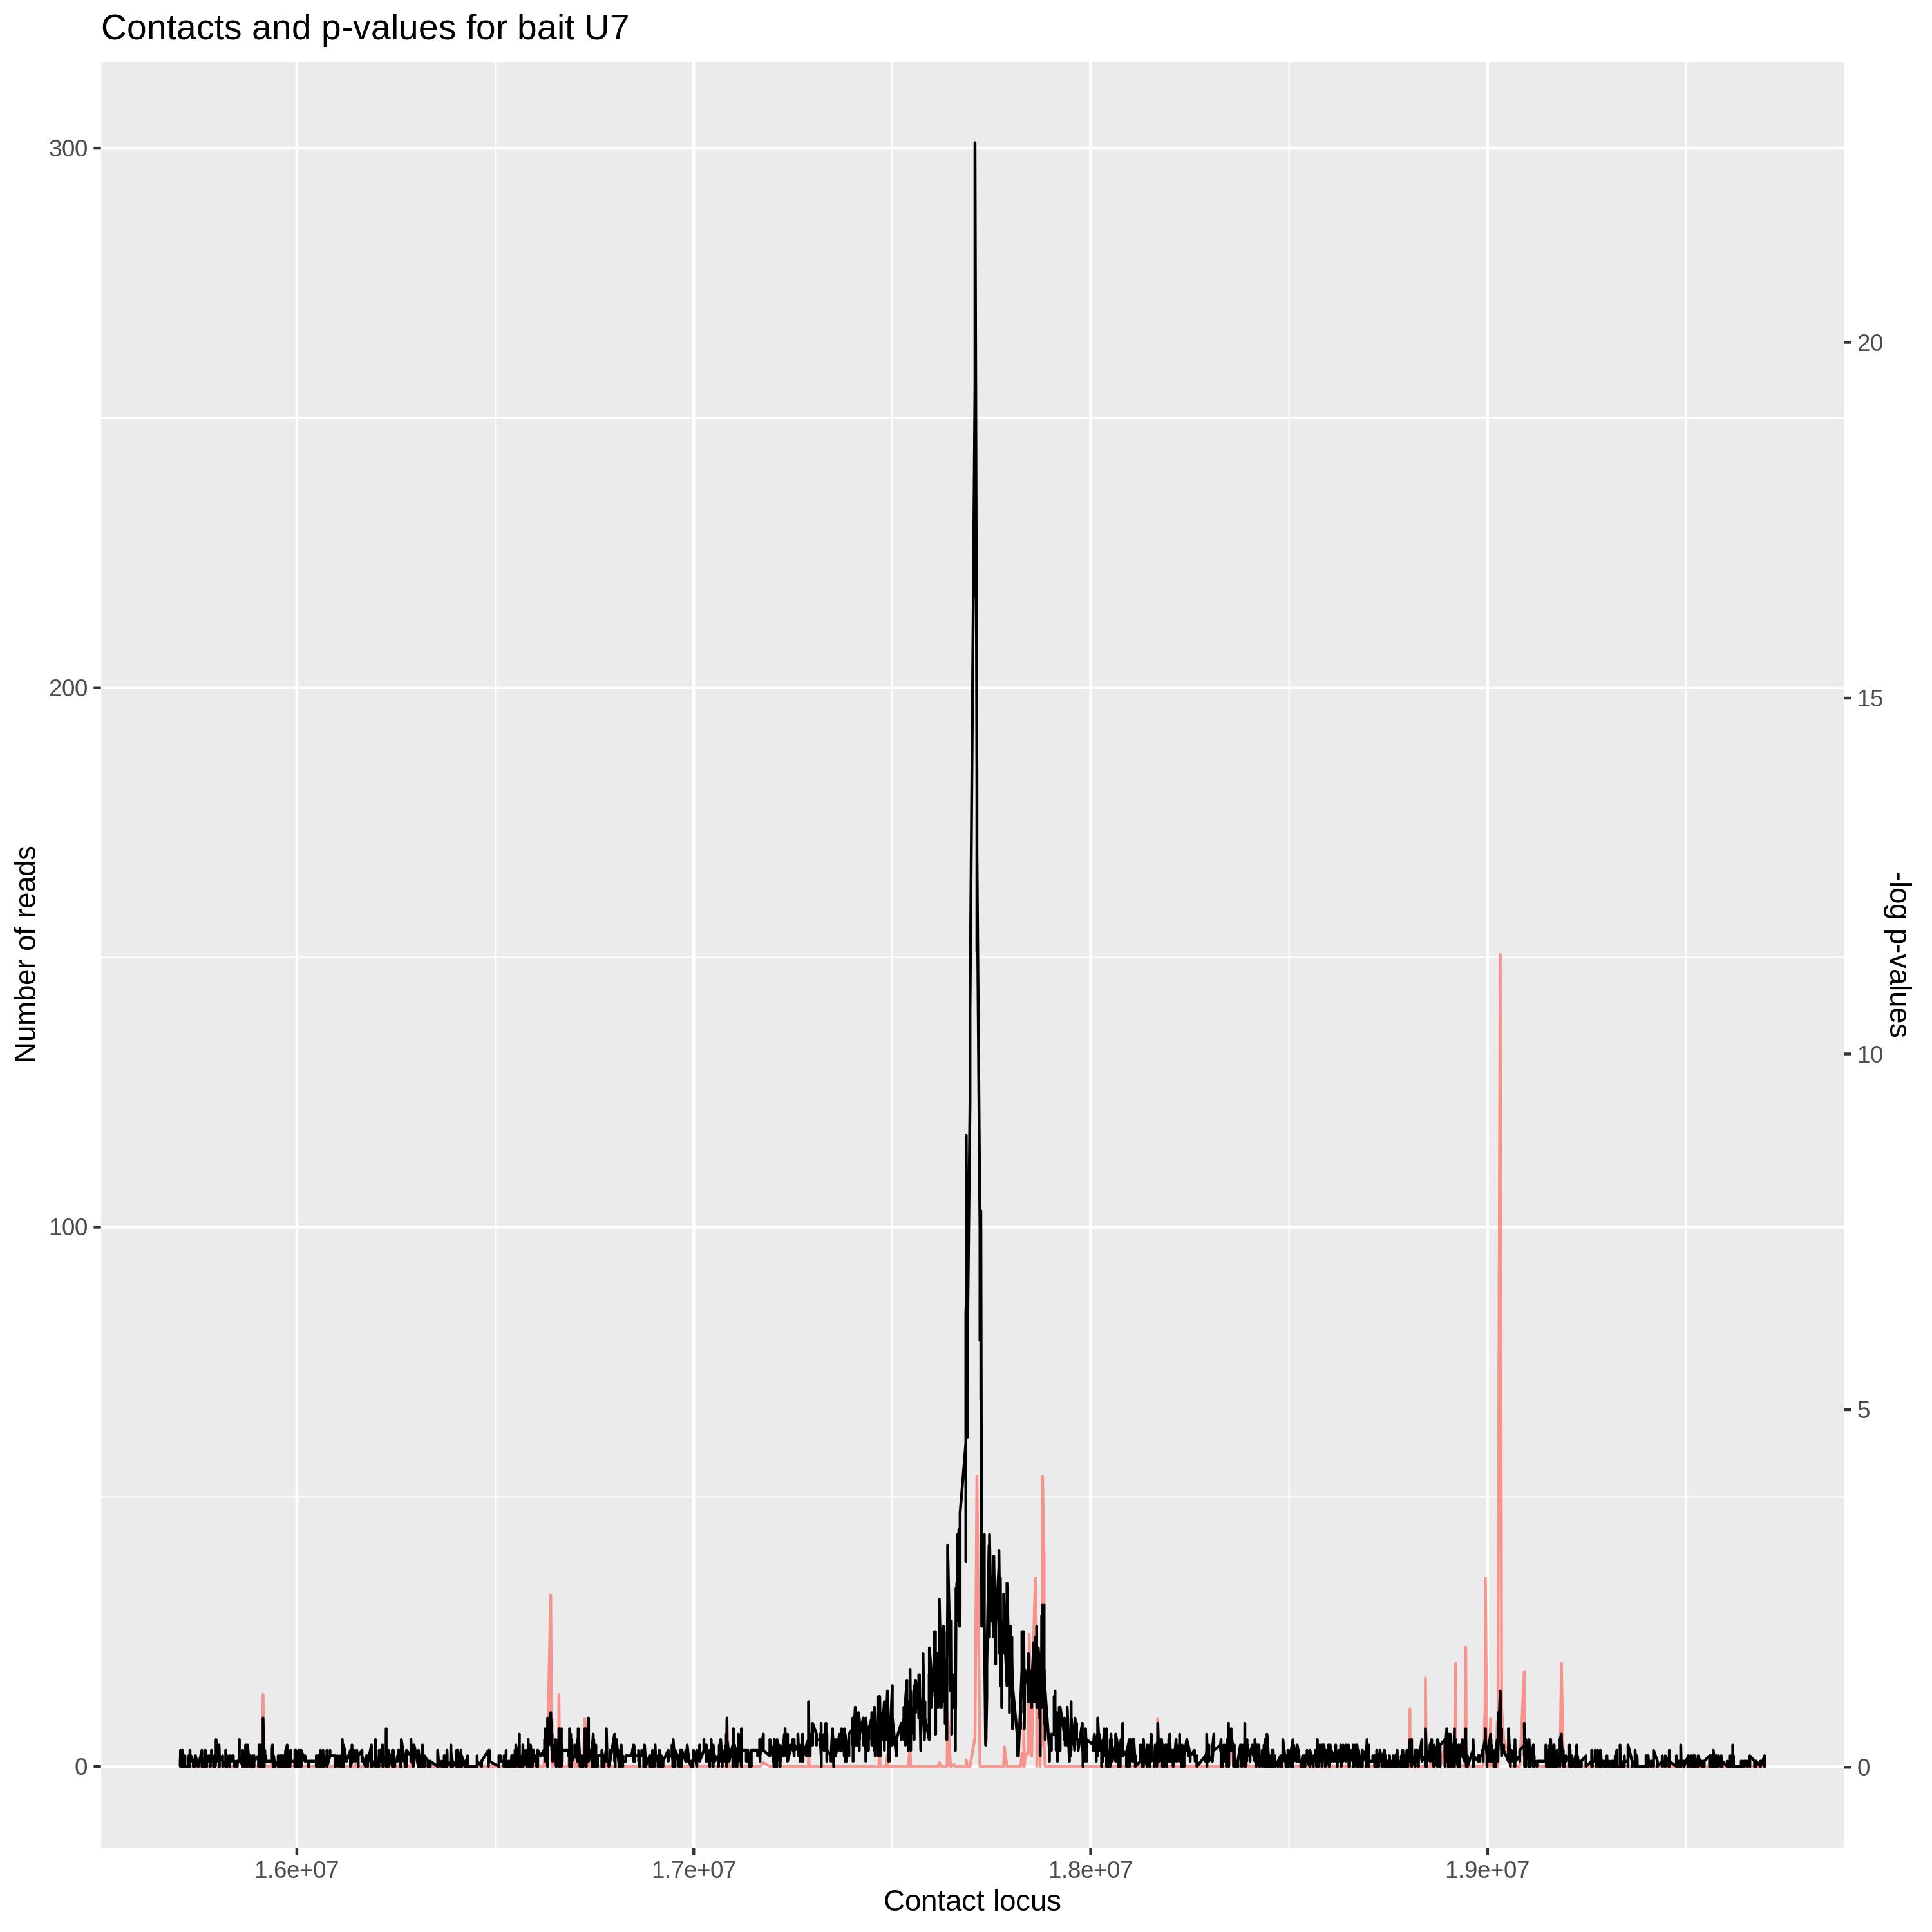 Contacts and p-values for bait U7
300
200
100
0
Number of reads
20
15
10
5
0
-log p-values
1.6e+07
1.7e+07
1.8e+07
1.9e+07
Contact locus